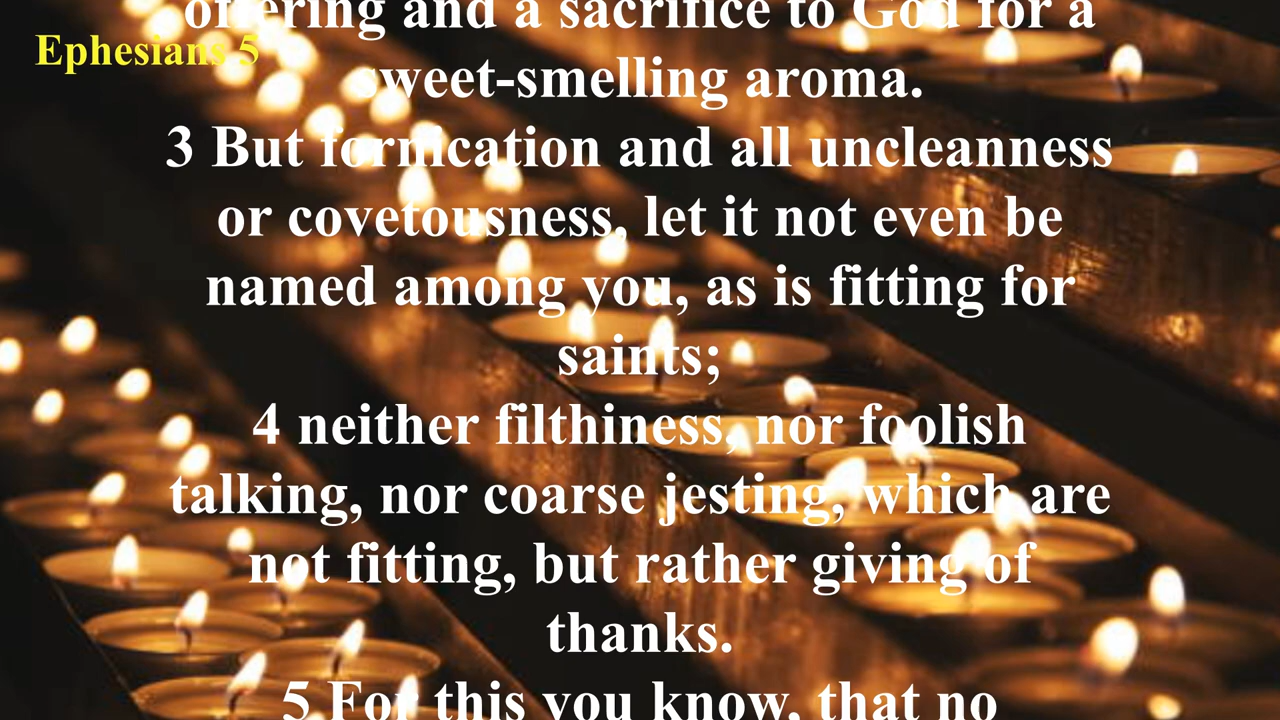 offering and a sacrifice to God for a
Ephesians 5
sweet-smelling aroma.
3 But fornication and all uncleanness
or covetousness, let it not even be
named among you, as is fitting for
saints;
4 neither filthiness, nor foolish
talking, nor coarse jesting, which are
not fitting, but rather giving of
thanks.
5 For this you know, that no